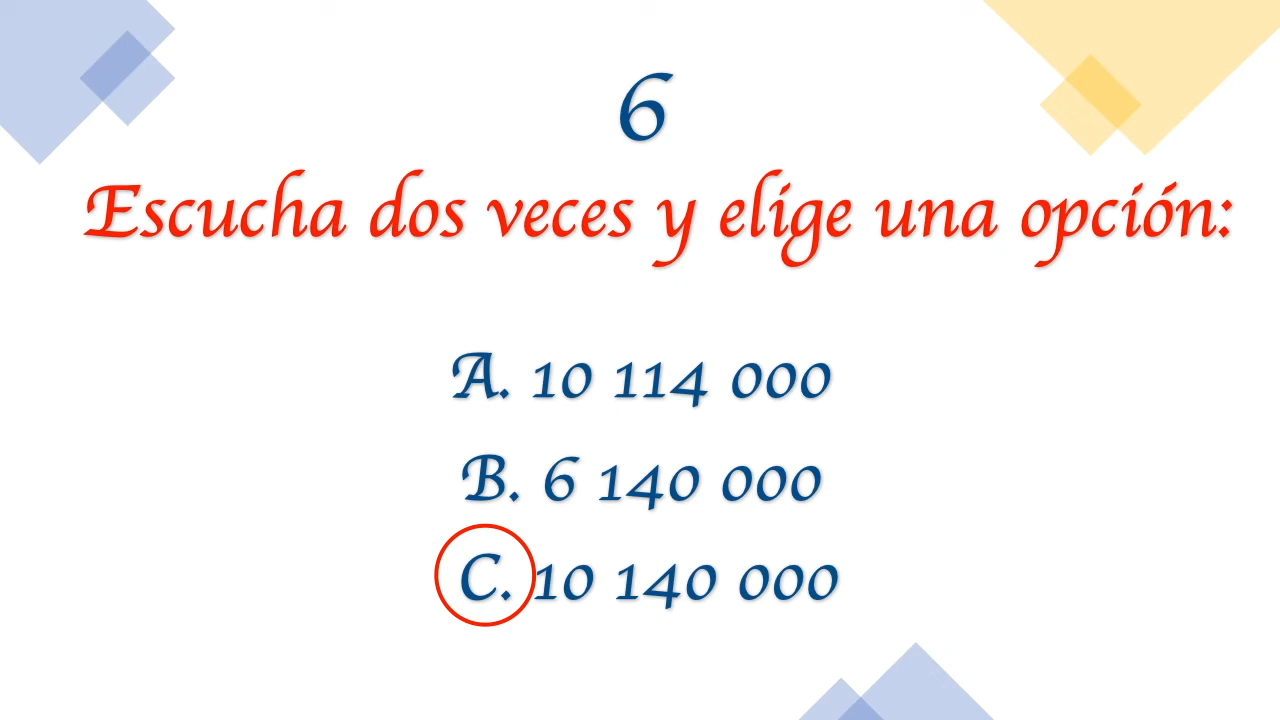 6
Escucha dos veces y elige una opción:
A. 10 114 000
B. 6 140 000
C. 10 140 000